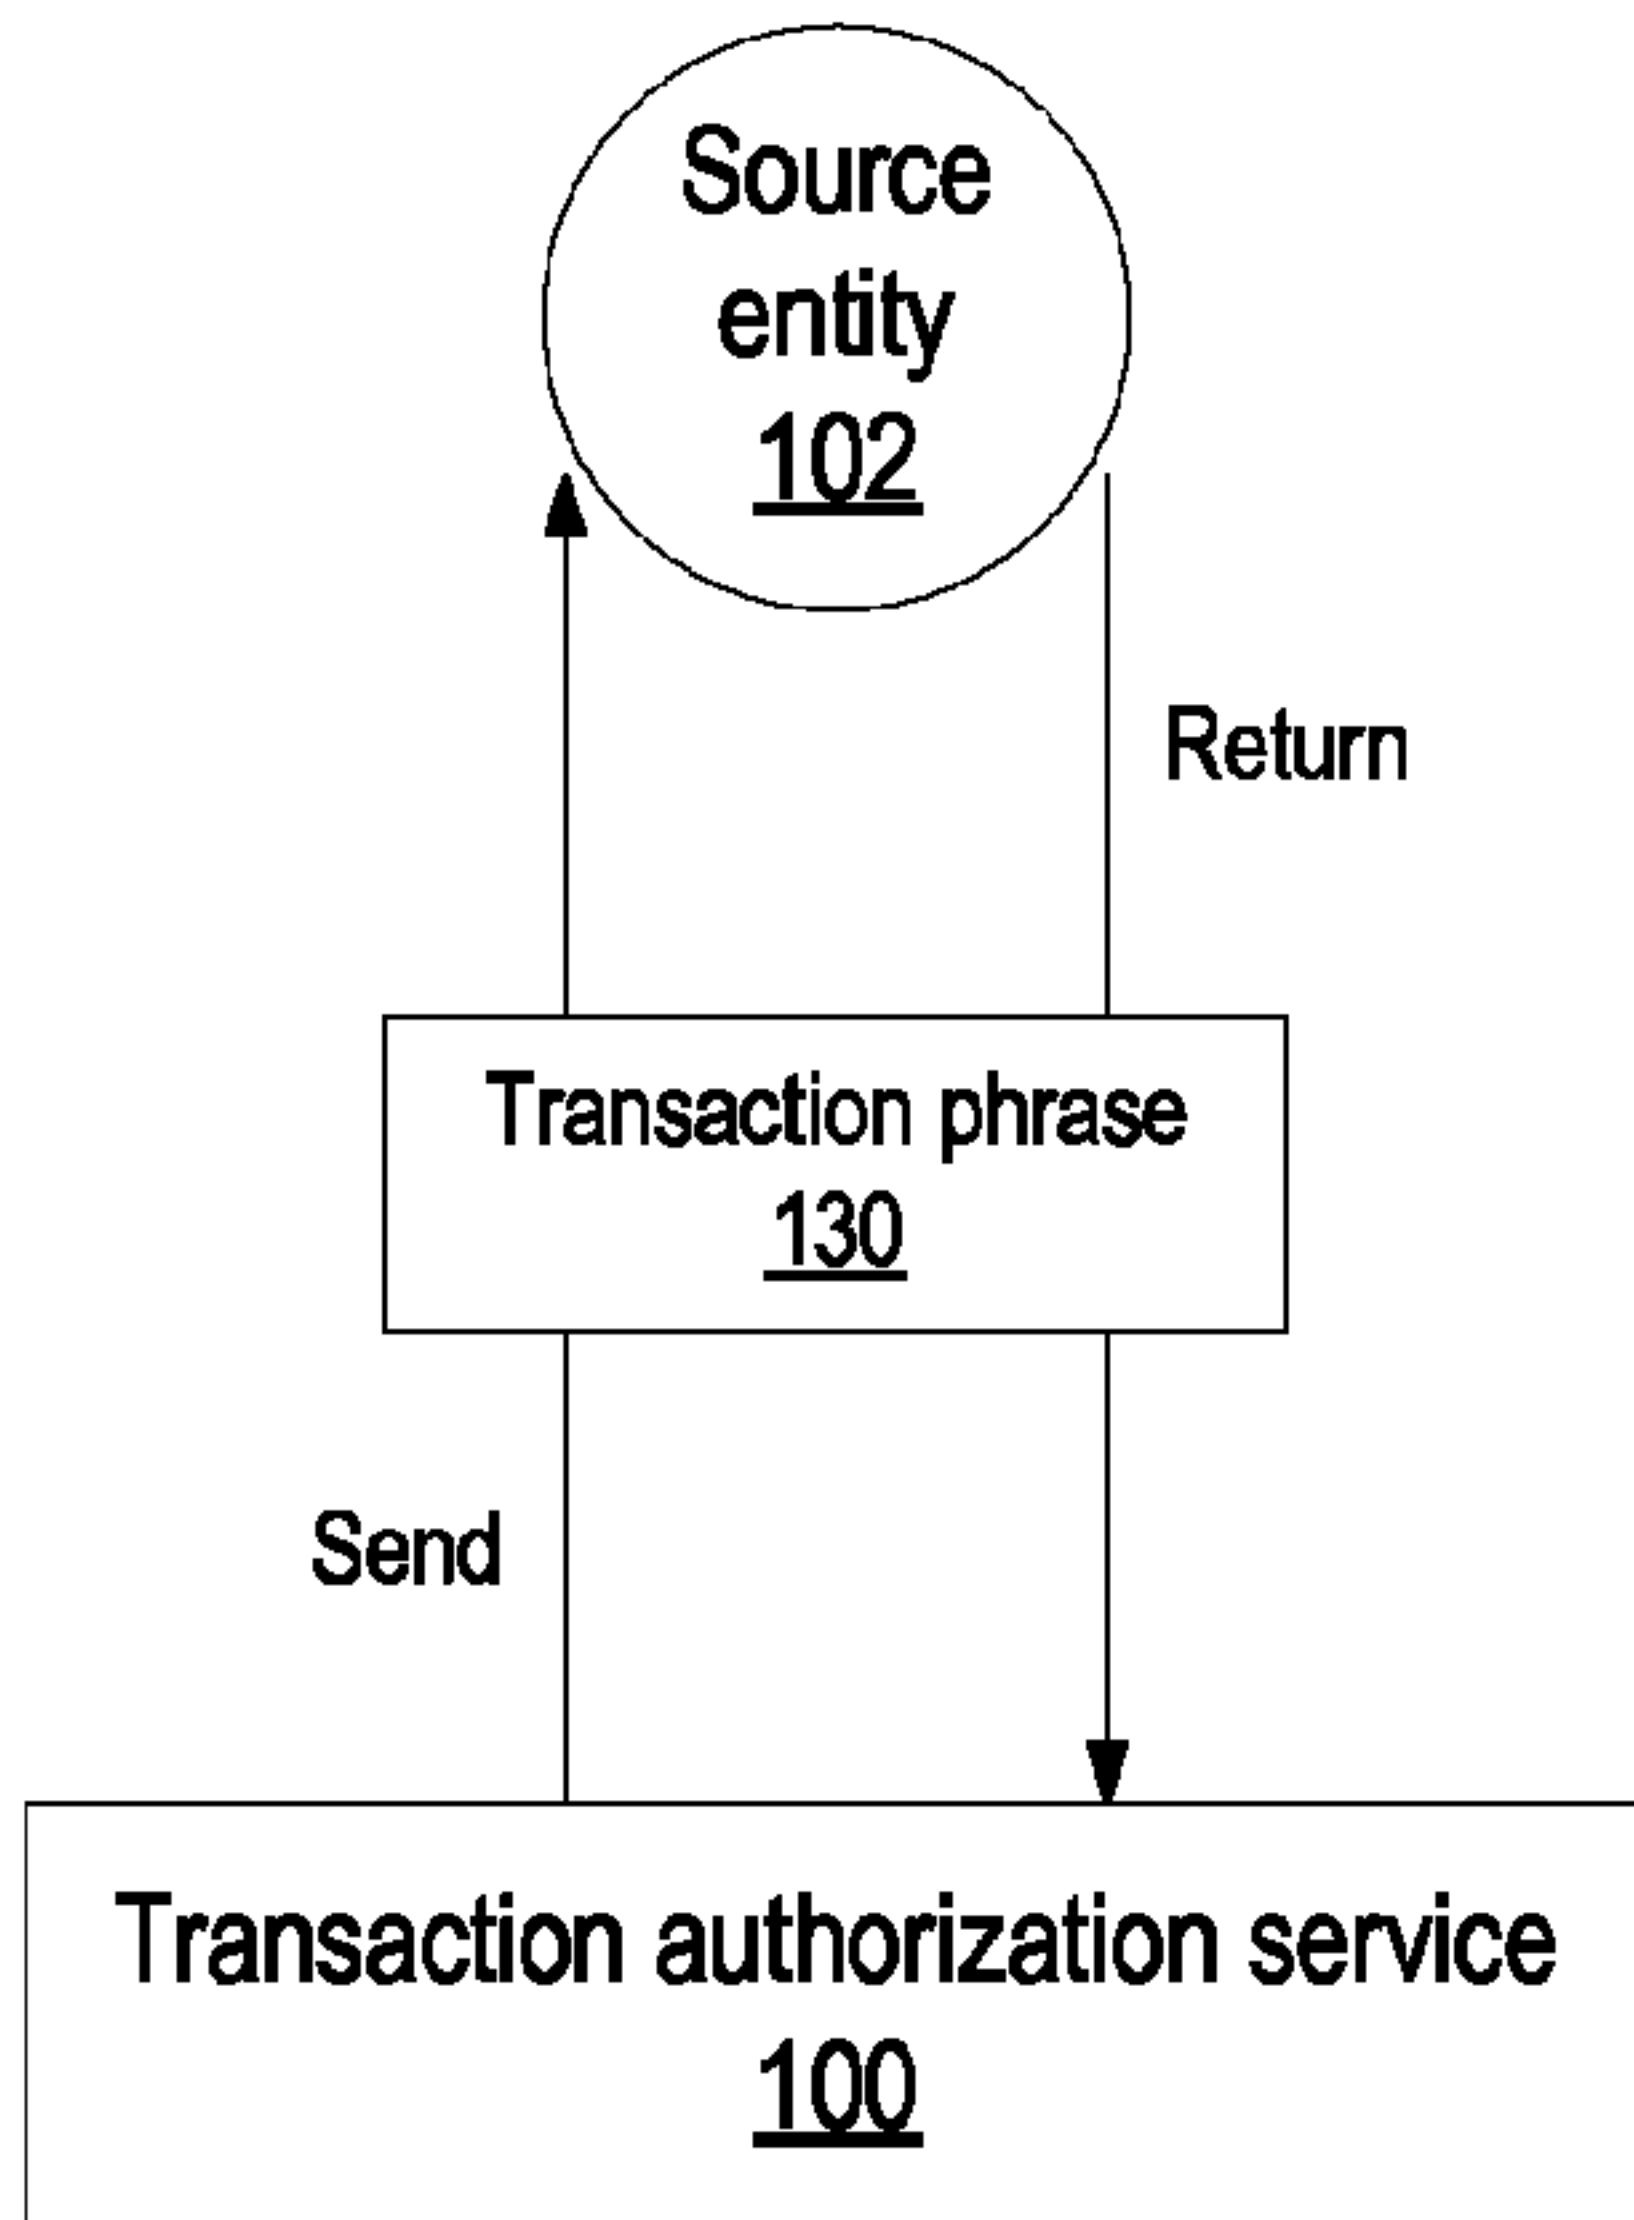 Source
entity
102
Return
Transaction phrase
130
Send
Transaction authorization service
100